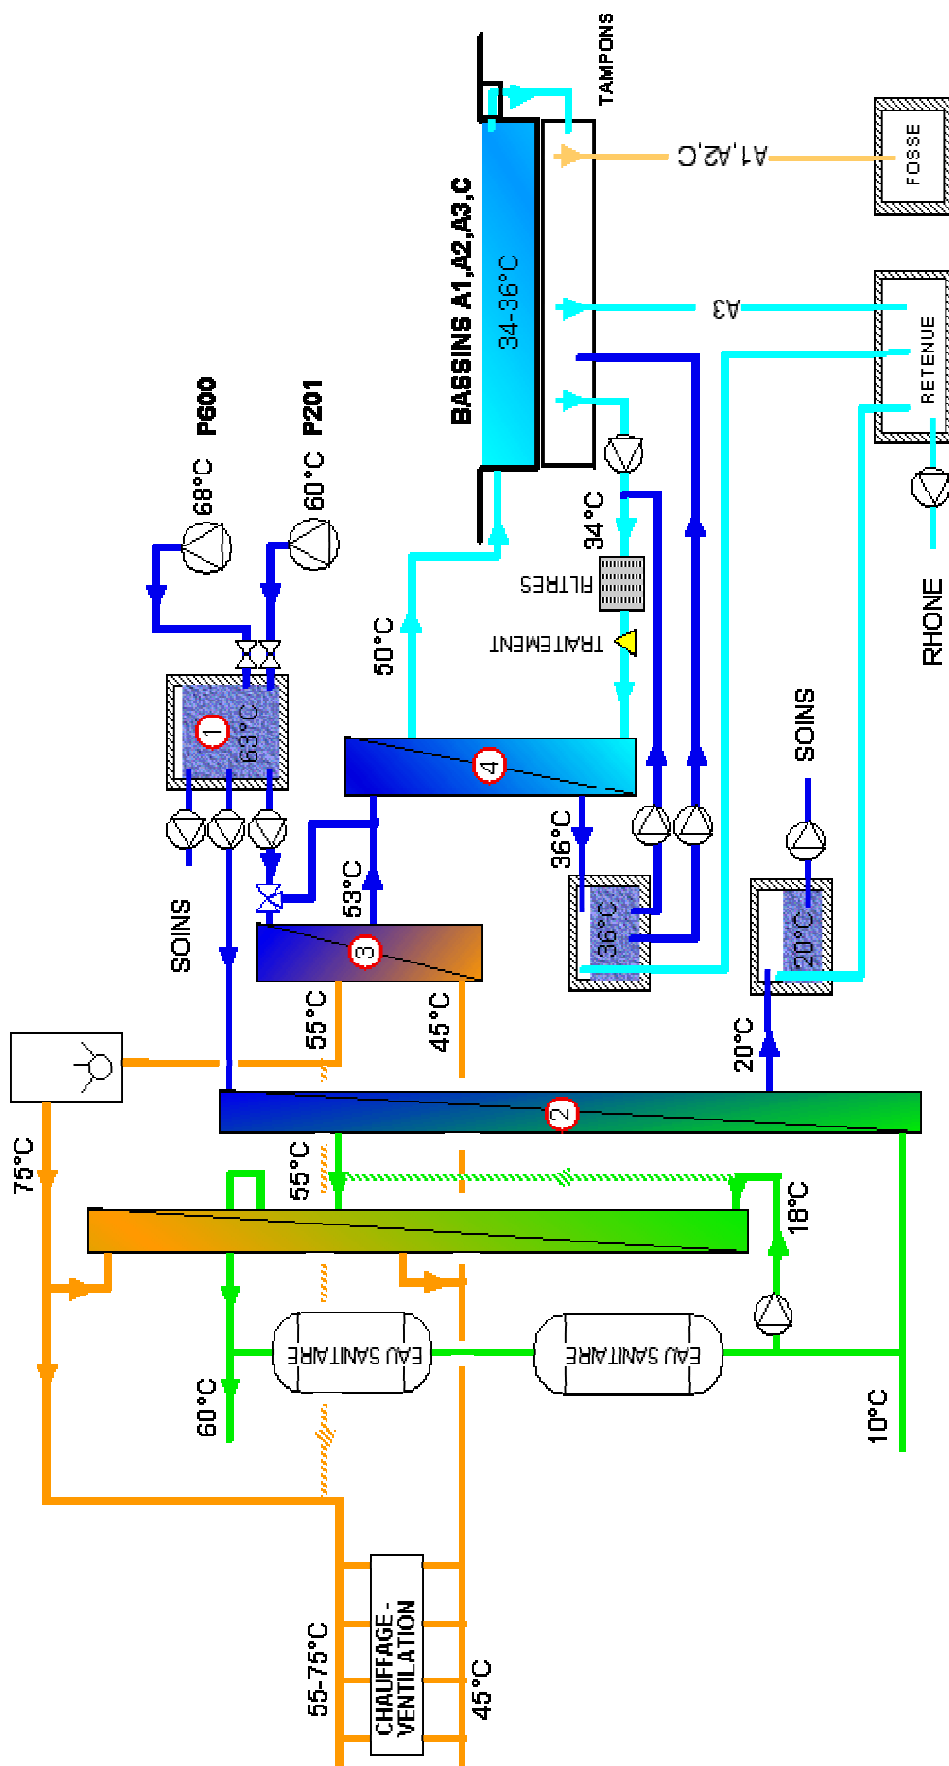 75°C
55-75°C
CHAUFFAGE -
VENTILATION
45°C
60°C
EAU SANITAIRE
EAU SANITAIRE
10°C
18°C
55°C
2
20°C
SOINS
55°C
45°C
3
53°C
1
63°C
68°C P600
60°C P201
4
50°C
36°C
36°C
20°C
SOINS
TRAITEMENT
FILTRES
34°C
BASSINS A1,A2,A3,C
34-36°C
TAMPONS
A3
A1,A2,C
RHONE
RETENUE
FOSSE